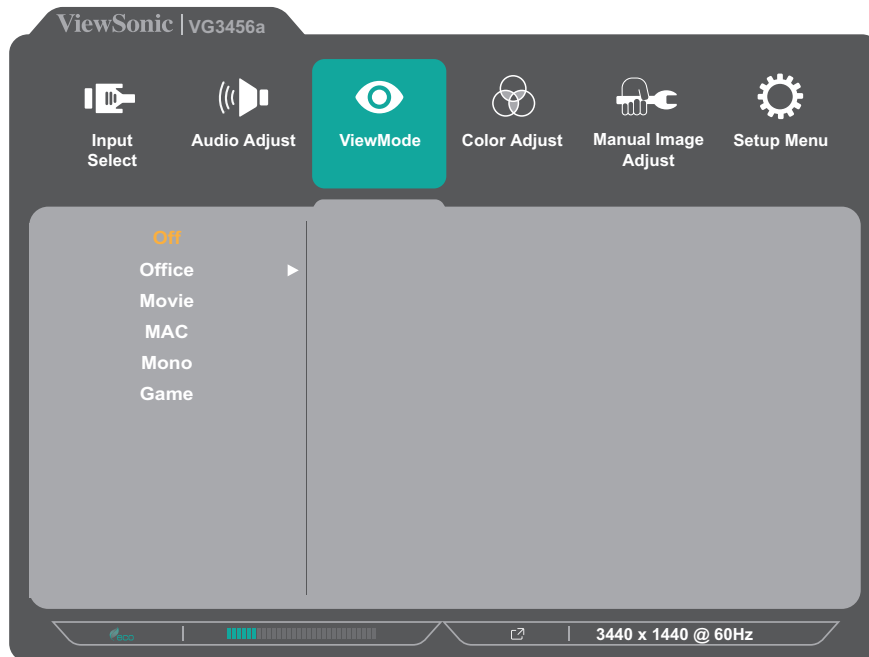 ViewSonic | VG3456a
Input Select
Audio Adjust
ViewMode
Color Adjust
Manual Image Adjust
Setup Menu
Off
Office
Movie
MAC
Mono
Game
eco
3440 x 1440 @ 60Hz